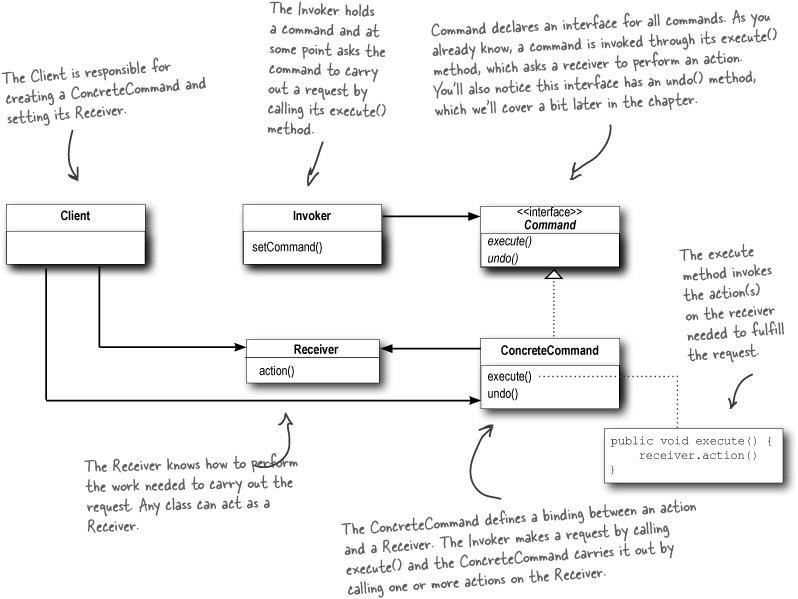 The Invoker holds
a command and at
some point asks the
command to carry
out a request by
calling its execute()
method.
Command declares an interface for all commands. As you
already know, a command is invoked through its execute()
method, which asks a receiver to perform an action.
You'll also notice this interface has an undo() method,
which we'll cover a bit later in the chapter.
The Client is responsible for
creating a ConcreteCommand and
setting its Receiver.
Client
Invoker
setCommand()
<<interface>>
Command
execute()
undo()
The execute
method invokes
the action(s)
on the receiver
needed to fulfill
the request.
Receiver
action()
ConcreteCommand
execute()
undo()
public void execute() {
receiver.action()
}
The Receiver knows how to perform
the work needed to carry out the
request. Any class can act as a
Receiver.
The ConcreteCommand defines a binding between an action
and a Receiver. The Invoker makes a request by calling
execute() and the ConcreteCommand carries it out by
calling one or more actions on the Receiver.